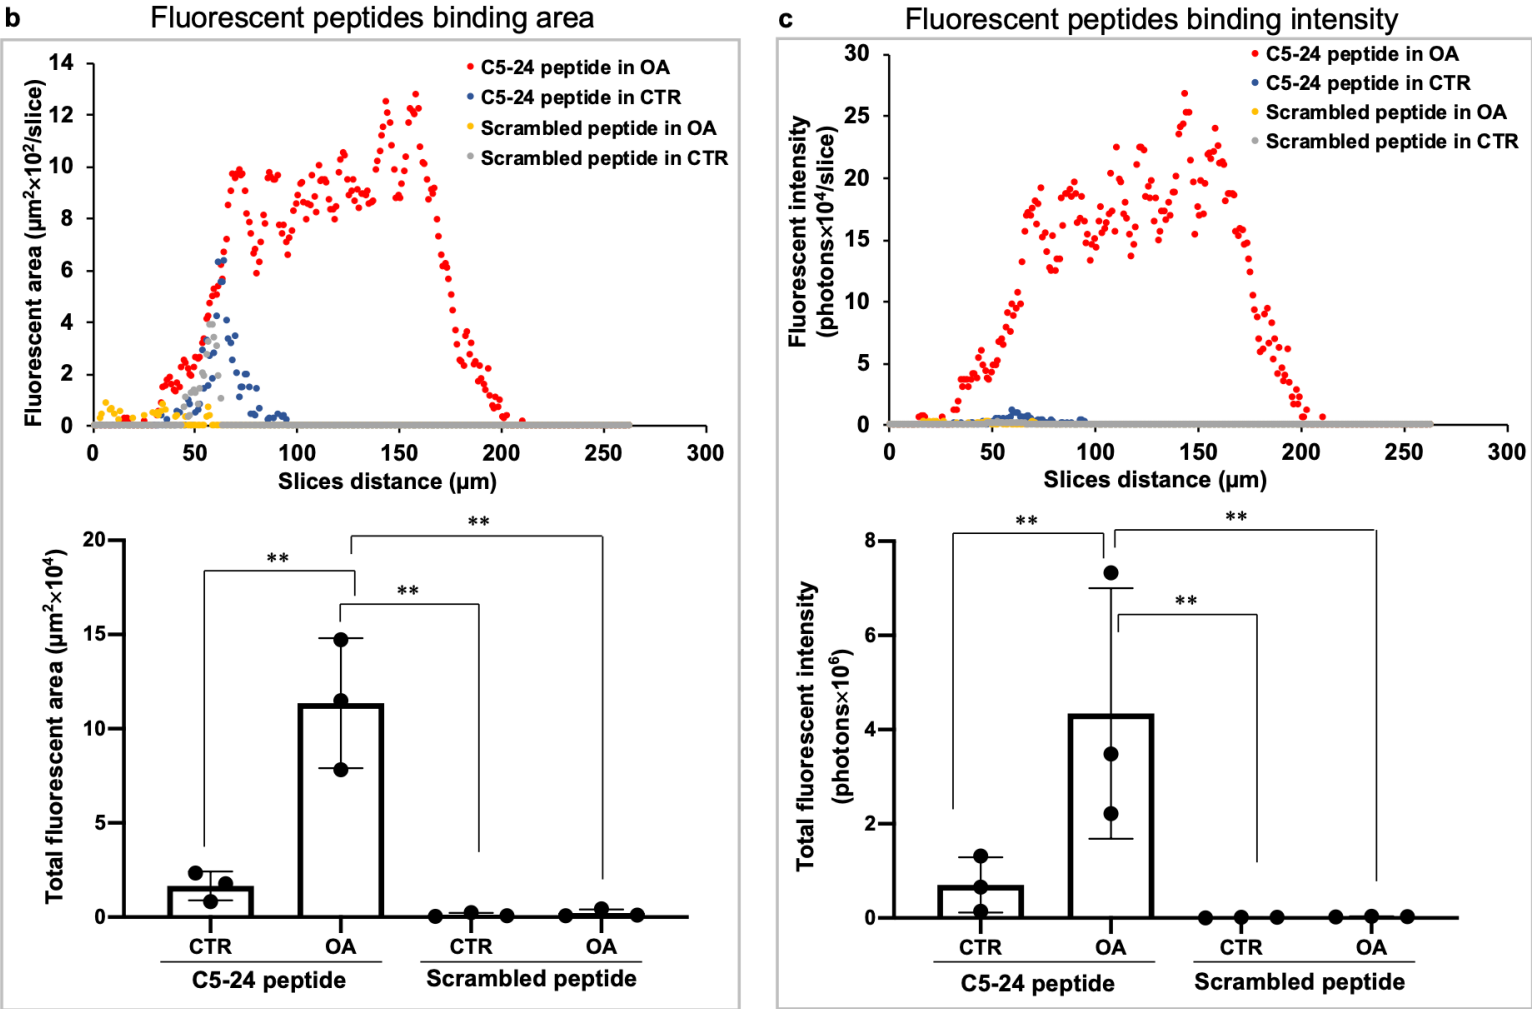 b Fluorescent peptides binding area
14
12
10
8
6
4
2
0
Fluorescent area (µm²×10²/slice)
C5-24 peptide in OA
C5-24 peptide in CTR
Scrambled peptide in OA
Scrambled peptide in CTR
0 50 100 150 200 250 300
Slices distance (µm)
20
15
10
5
0
Total fluorescent area (µm²×10⁴)
**
**
**
CTR OA CTR OA
C5-24 peptide Scrambled peptide
c Fluorescent peptides binding intensity
30
25
20
15
10
5
0
Fluorescent intensity
(photons×10⁴/slice)
C5-24 peptide in OA
C5-24 peptide in CTR
Scrambled peptide in OA
Scrambled peptide in CTR
0 50 100 150 200 250 300
Slices distance (µm)
8
6
4
2
0
Total fluorescent intensity
(photons×10⁶)
** **
**
CTR OA CTR OA
C5-24 peptide Scrambled peptide